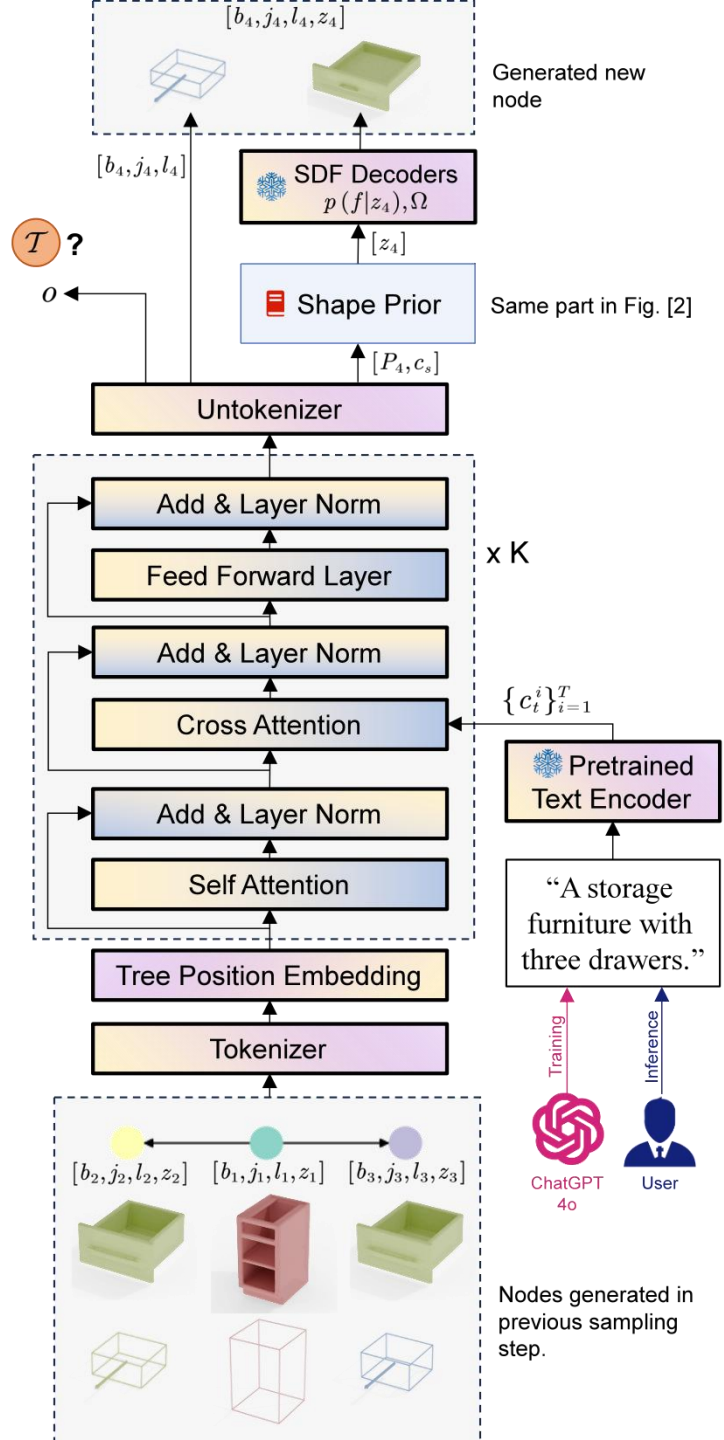 [b₄, j₄, l₄, z₄]
Generated new
node
[b₄, j₄, l₄]
SDF Decoders
p (f|z₄), Ω
𝒯 ?
[z₄]
o
Shape Prior
Same part in Fig. [2]
[P₄, cₛ]
Untokenizer
Add & Layer Norm
x K
Feed Forward Layer
Add & Layer Norm
{cₜⁱ}ᵢ₌₁ᵀ
Cross Attention
Pretrained
Text Encoder
Add & Layer Norm
Self Attention
“A storage
furniture with
three drawers.”
Tree Position Embedding
Tokenizer
Training
Inference
[b₂, j₂, l₂, z₂]
[b₁, j₁, l₁, z₁]
[b₃, j₃, l₃, z₃]
ChatGPT
4o
User
Nodes generated in
previous sampling
step.